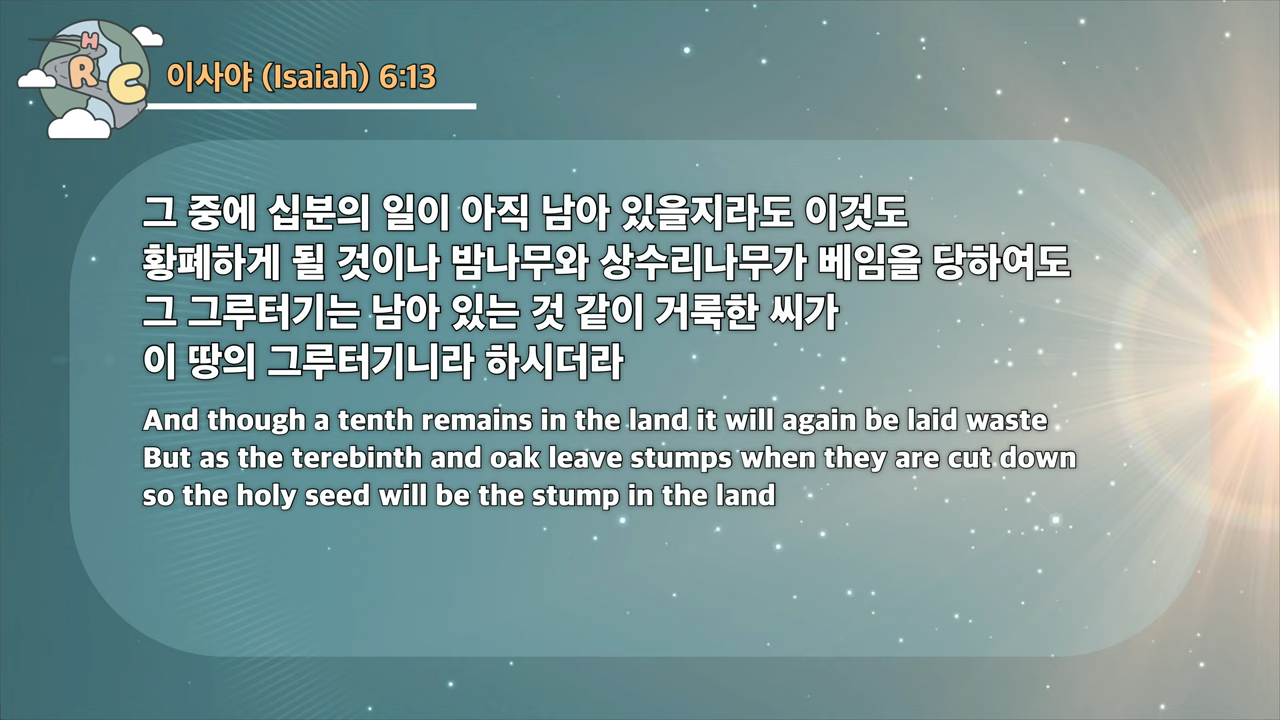 H
R C
이사야 (Isaiah) 6:13
그 중에 십분의 일이 아직 남아 있을지라도 이것도
황폐하게 될 것이나 밤나무와 상수리나무가 베임을 당하여도
그 그루터기는 남아 있는 것 같이 거룩한 씨가
이 땅의 그루터기니라 하시더라
And though a tenth remains in the land it will again be laid waste
But as the terebinth and oak leave stumps when they are cut down
so the holy seed will be the stump in the land